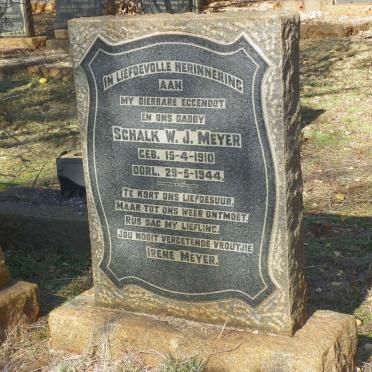 IN LIEFDEVOLLE HERINNERING
AAN
MY DIERBARE EGGENOOT
EN ONS DADDY
SCHALK W. J. MEYER
GEB. 15-4-1910
OORL. 29-5-1944.
TE KORT ONS LIEFDESUUR.
MAAR TOT ONS WEER ONTMOET.
RUS SAG MY LIEFLING.
JOU NOOIT VERGETENDE VROUTJIE
IRENE MEYER.